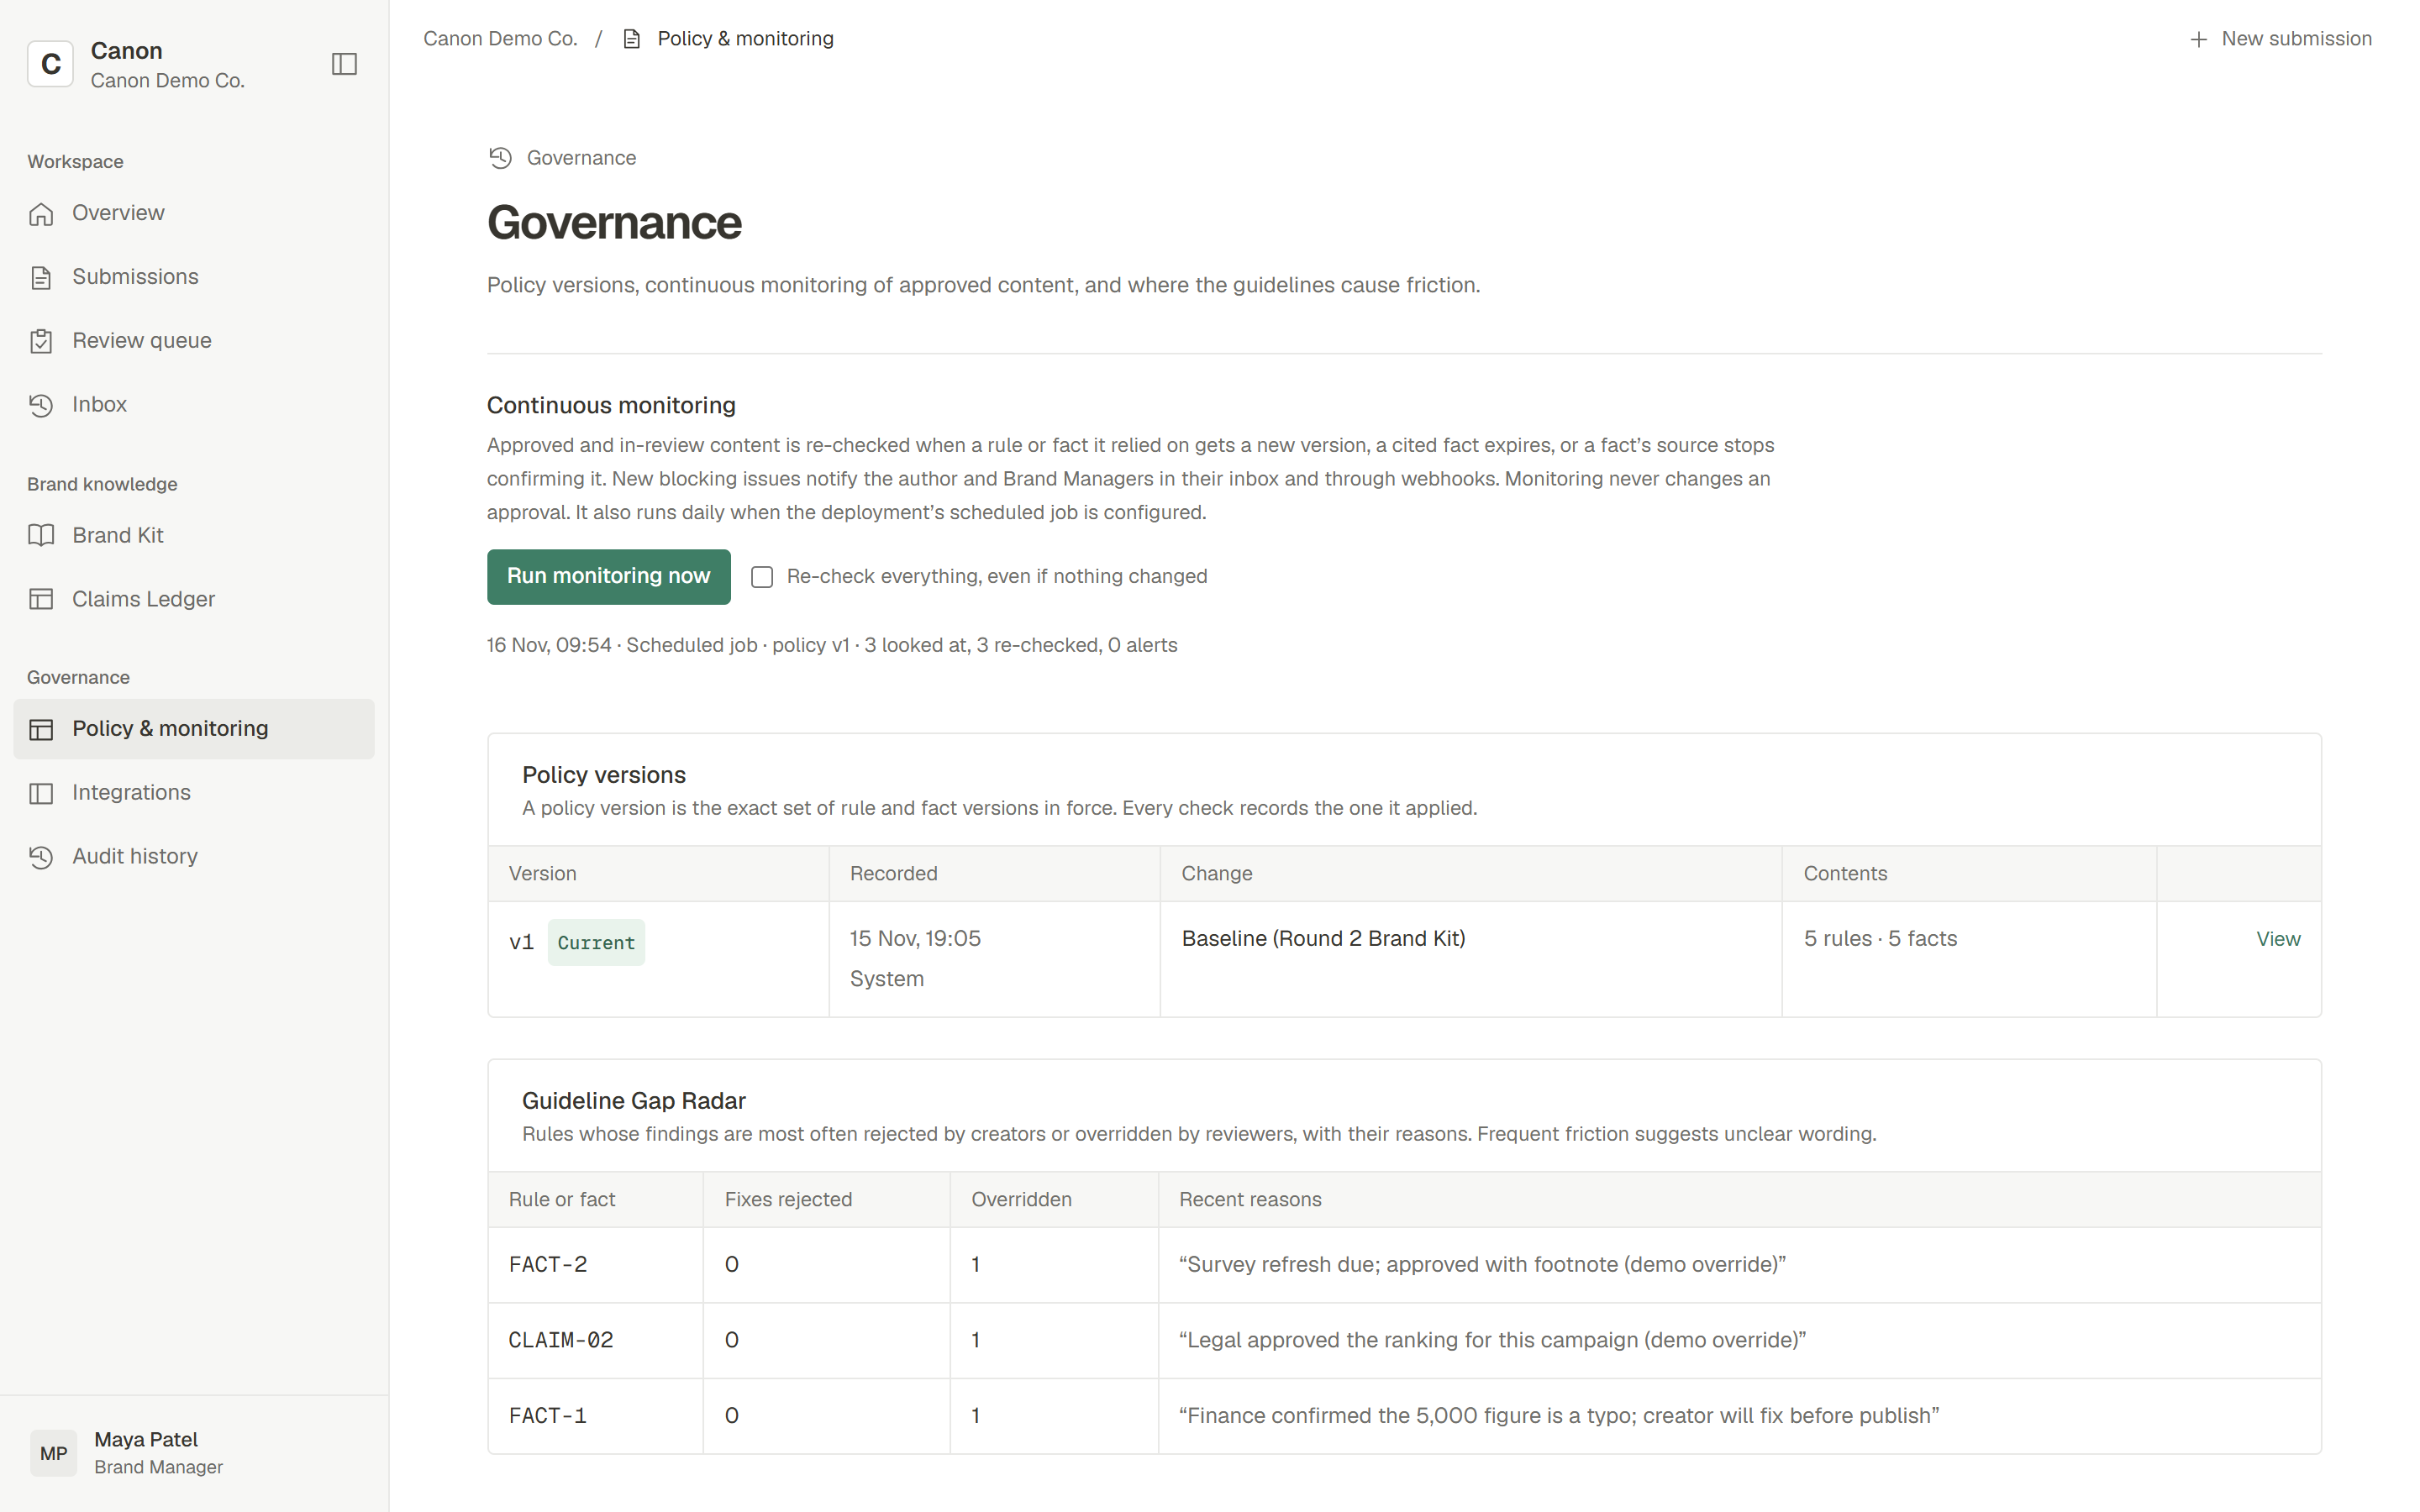 C
Canon
Canon Demo Co.
Workspace
Overview
Submissions
Review queue
Inbox
Brand knowledge
Brand Kit
Claims Ledger
Governance
Policy & monitoring
Integrations
Audit history
MP
Maya Patel
Brand Manager
Canon Demo Co. / Policy & monitoring
New submission
Governance
Governance
Policy versions, continuous monitoring of approved content, and where the guidelines cause friction.
Continuous monitoring
Approved and in-review content is re-checked when a rule or fact it relied on gets a new version, a cited fact expires, or a fact’s source stops
confirming it. New blocking issues notify the author and Brand Managers in their inbox and through webhooks. Monitoring never changes an
approval. It also runs daily when the deployment’s scheduled job is configured.
Run monitoring now
Re-check everything, even if nothing changed
16 Nov, 09:54 · Scheduled job · policy v1 · 3 looked at, 3 re-checked, 0 alerts
Policy versions
A policy version is the exact set of rule and fact versions in force. Every check records the one it applied.
Version Recorded Change Contents
v1 Current 15 Nov, 19:05 Baseline (Round 2 Brand Kit) 5 rules · 5 facts View
System
Guideline Gap Radar
Rules whose findings are most often rejected by creators or overridden by reviewers, with their reasons. Frequent friction suggests unclear wording.
Rule or fact Fixes rejected Overridden Recent reasons
FACT-2 0 1 “Survey refresh due; approved with footnote (demo override)”
CLAIM-02 0 1 “Legal approved the ranking for this campaign (demo override)”
FACT-1 0 1 “Finance confirmed the 5,000 figure is a typo; creator will fix before publish”